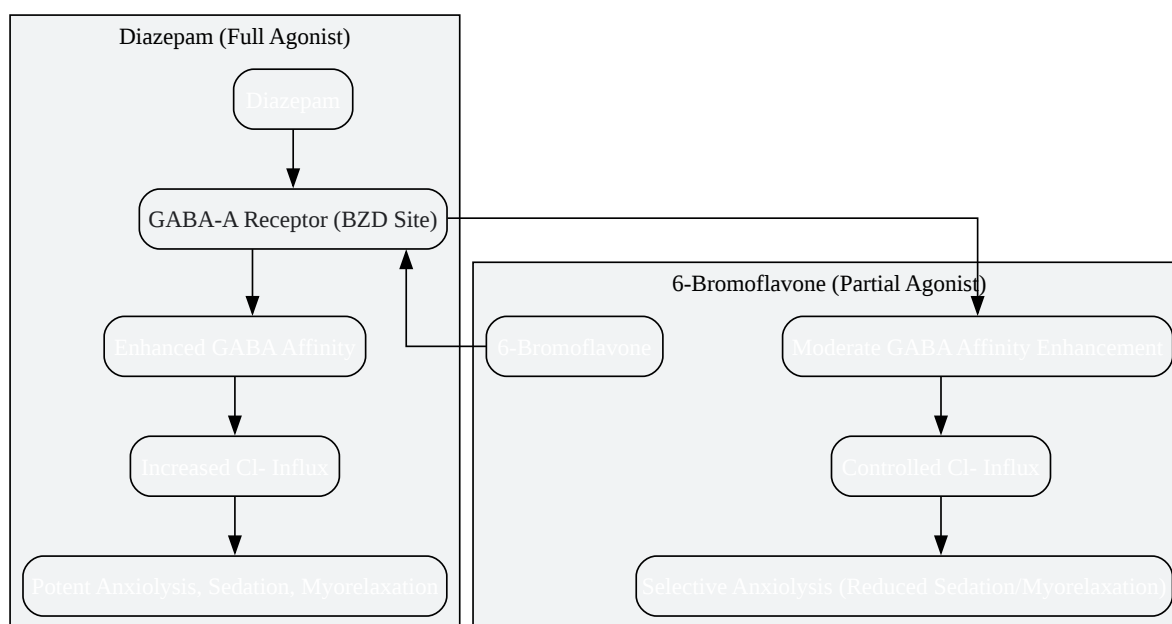 Diazepam (Full Agonist)
Diazepam
GABA-A Receptor (BZD Site)
Enhanced GABA Affinity
Increased Cl- Influx
Potent Anxiolysis, Sedation, Myorelaxation
6-Bromoflavone (Partial Agonist)
6-Bromoflavone
Moderate GABA Affinity Enhancement
Controlled Cl- Influx
Selective Anxiolysis (Reduced Sedation/Myorelaxation)